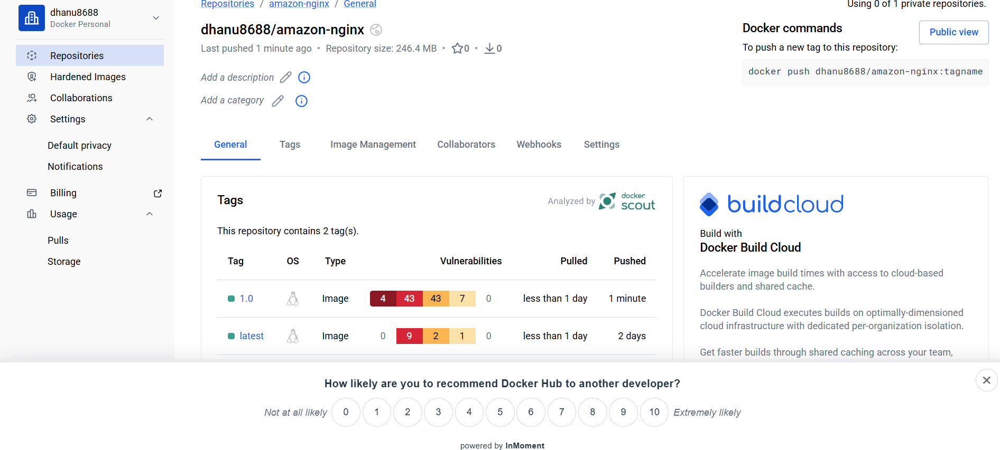 dhanu8688
Docker Personal
Repositories
Hardened Images
Collaborations
Settings
Default privacy
Notifications
Billing
Usage
Pulls
Storage
Repositories / amazon-nginx / General
Using 0 of 1 private repositories.
dhanu8688/amazon-nginx
Last pushed 1 minute ago • Repository size: 246.4 MB • 0 • 0
Add a description
Add a category
Docker commands
Public view
To push a new tag to this repository:
docker push dhanu8688/amazon-nginx:tagname
General Tags Image Management Collaborators Webhooks Settings
Tags
Analyzed by docker scout
This repository contains 2 tag(s).
Tag OS Type Vulnerabilities Pulled Pushed
1.0 Image 4 43 43 7 0 less than 1 day 1 minute
latest Image 0 9 2 1 0 less than 1 day 2 days
buildcloud
Build with
Docker Build Cloud
Accelerate image build times with access to cloud-based
builders and shared cache.
Docker Build Cloud executes builds on optimally-dimensioned
cloud infrastructure with dedicated per-organization isolation.
Get faster builds through shared caching across your team,
How likely are you to recommend Docker Hub to another developer?
Not at all likely 0 1 2 3 4 5 6 7 8 9 10 Extremely likely
powered by InMoment